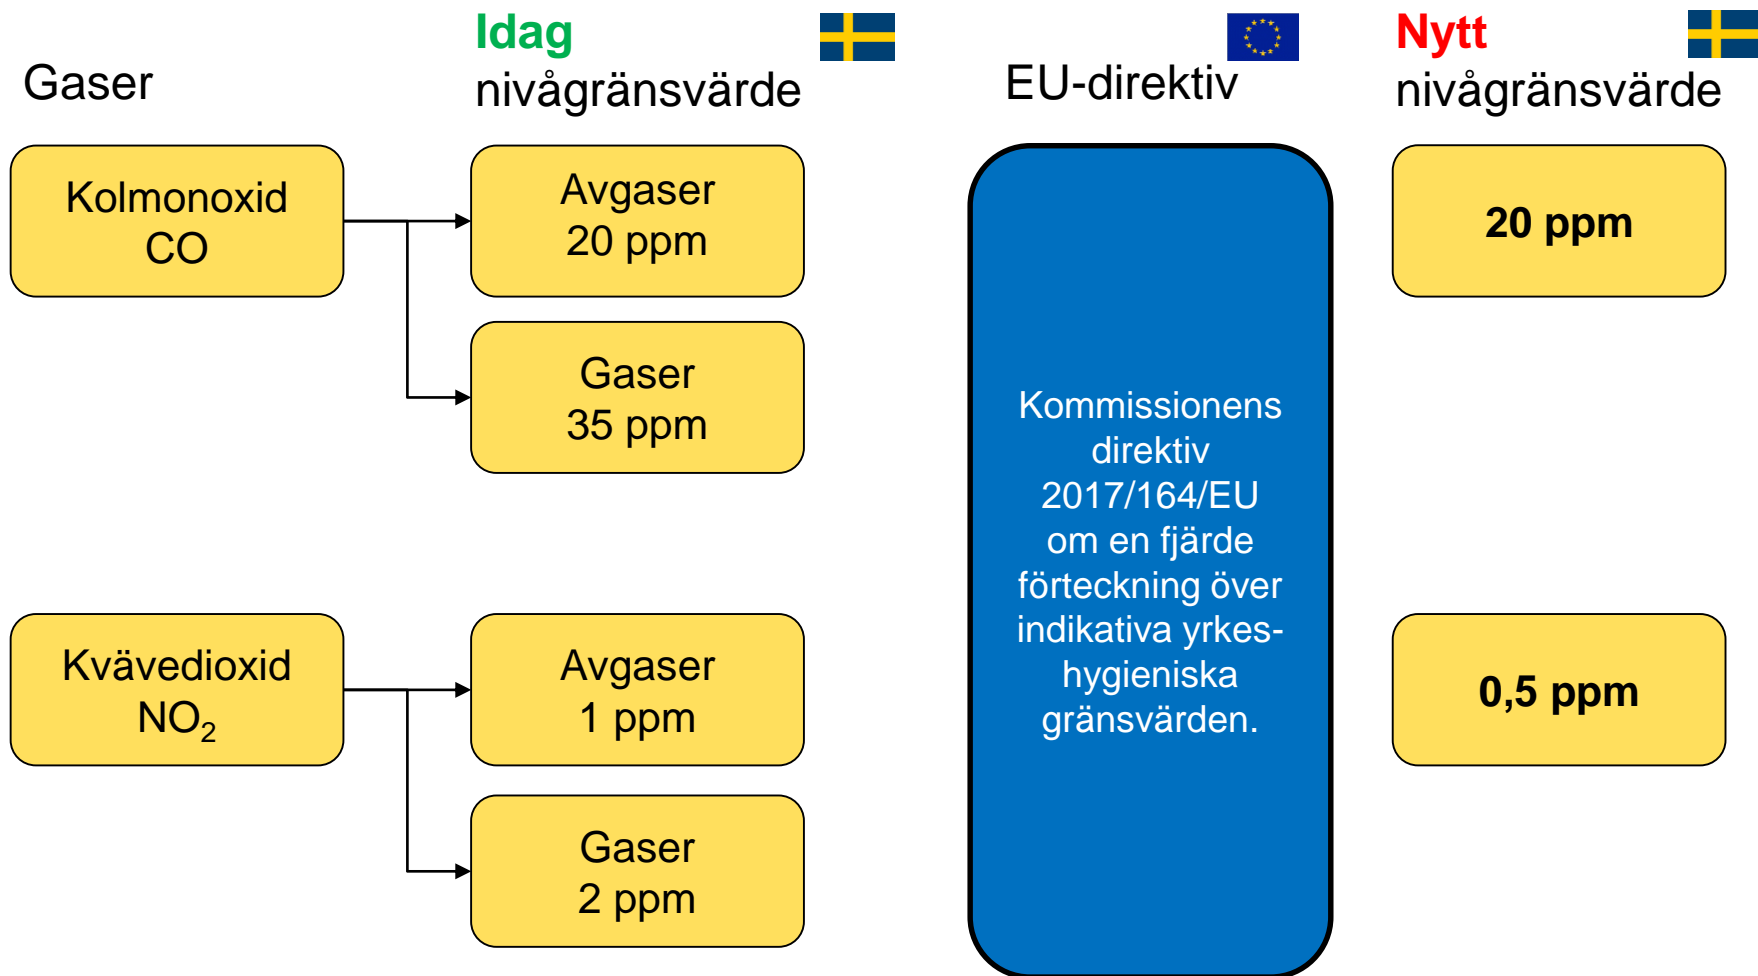 Gaser
Idag
nivågränsvärde
EU-direktiv
Nytt
nivågränsvärde
Kolmonoxid
CO
Avgaser
20 ppm
Gaser
35 ppm
Kvävedioxid
NO₂
Avgaser
1 ppm
Gaser
2 ppm
Kommissionens
direktiv
2017/164/EU
om en fjärde
förteckning över
indikativa yrkes-
hygieniska
gränsvärden.
20 ppm
0,5 ppm